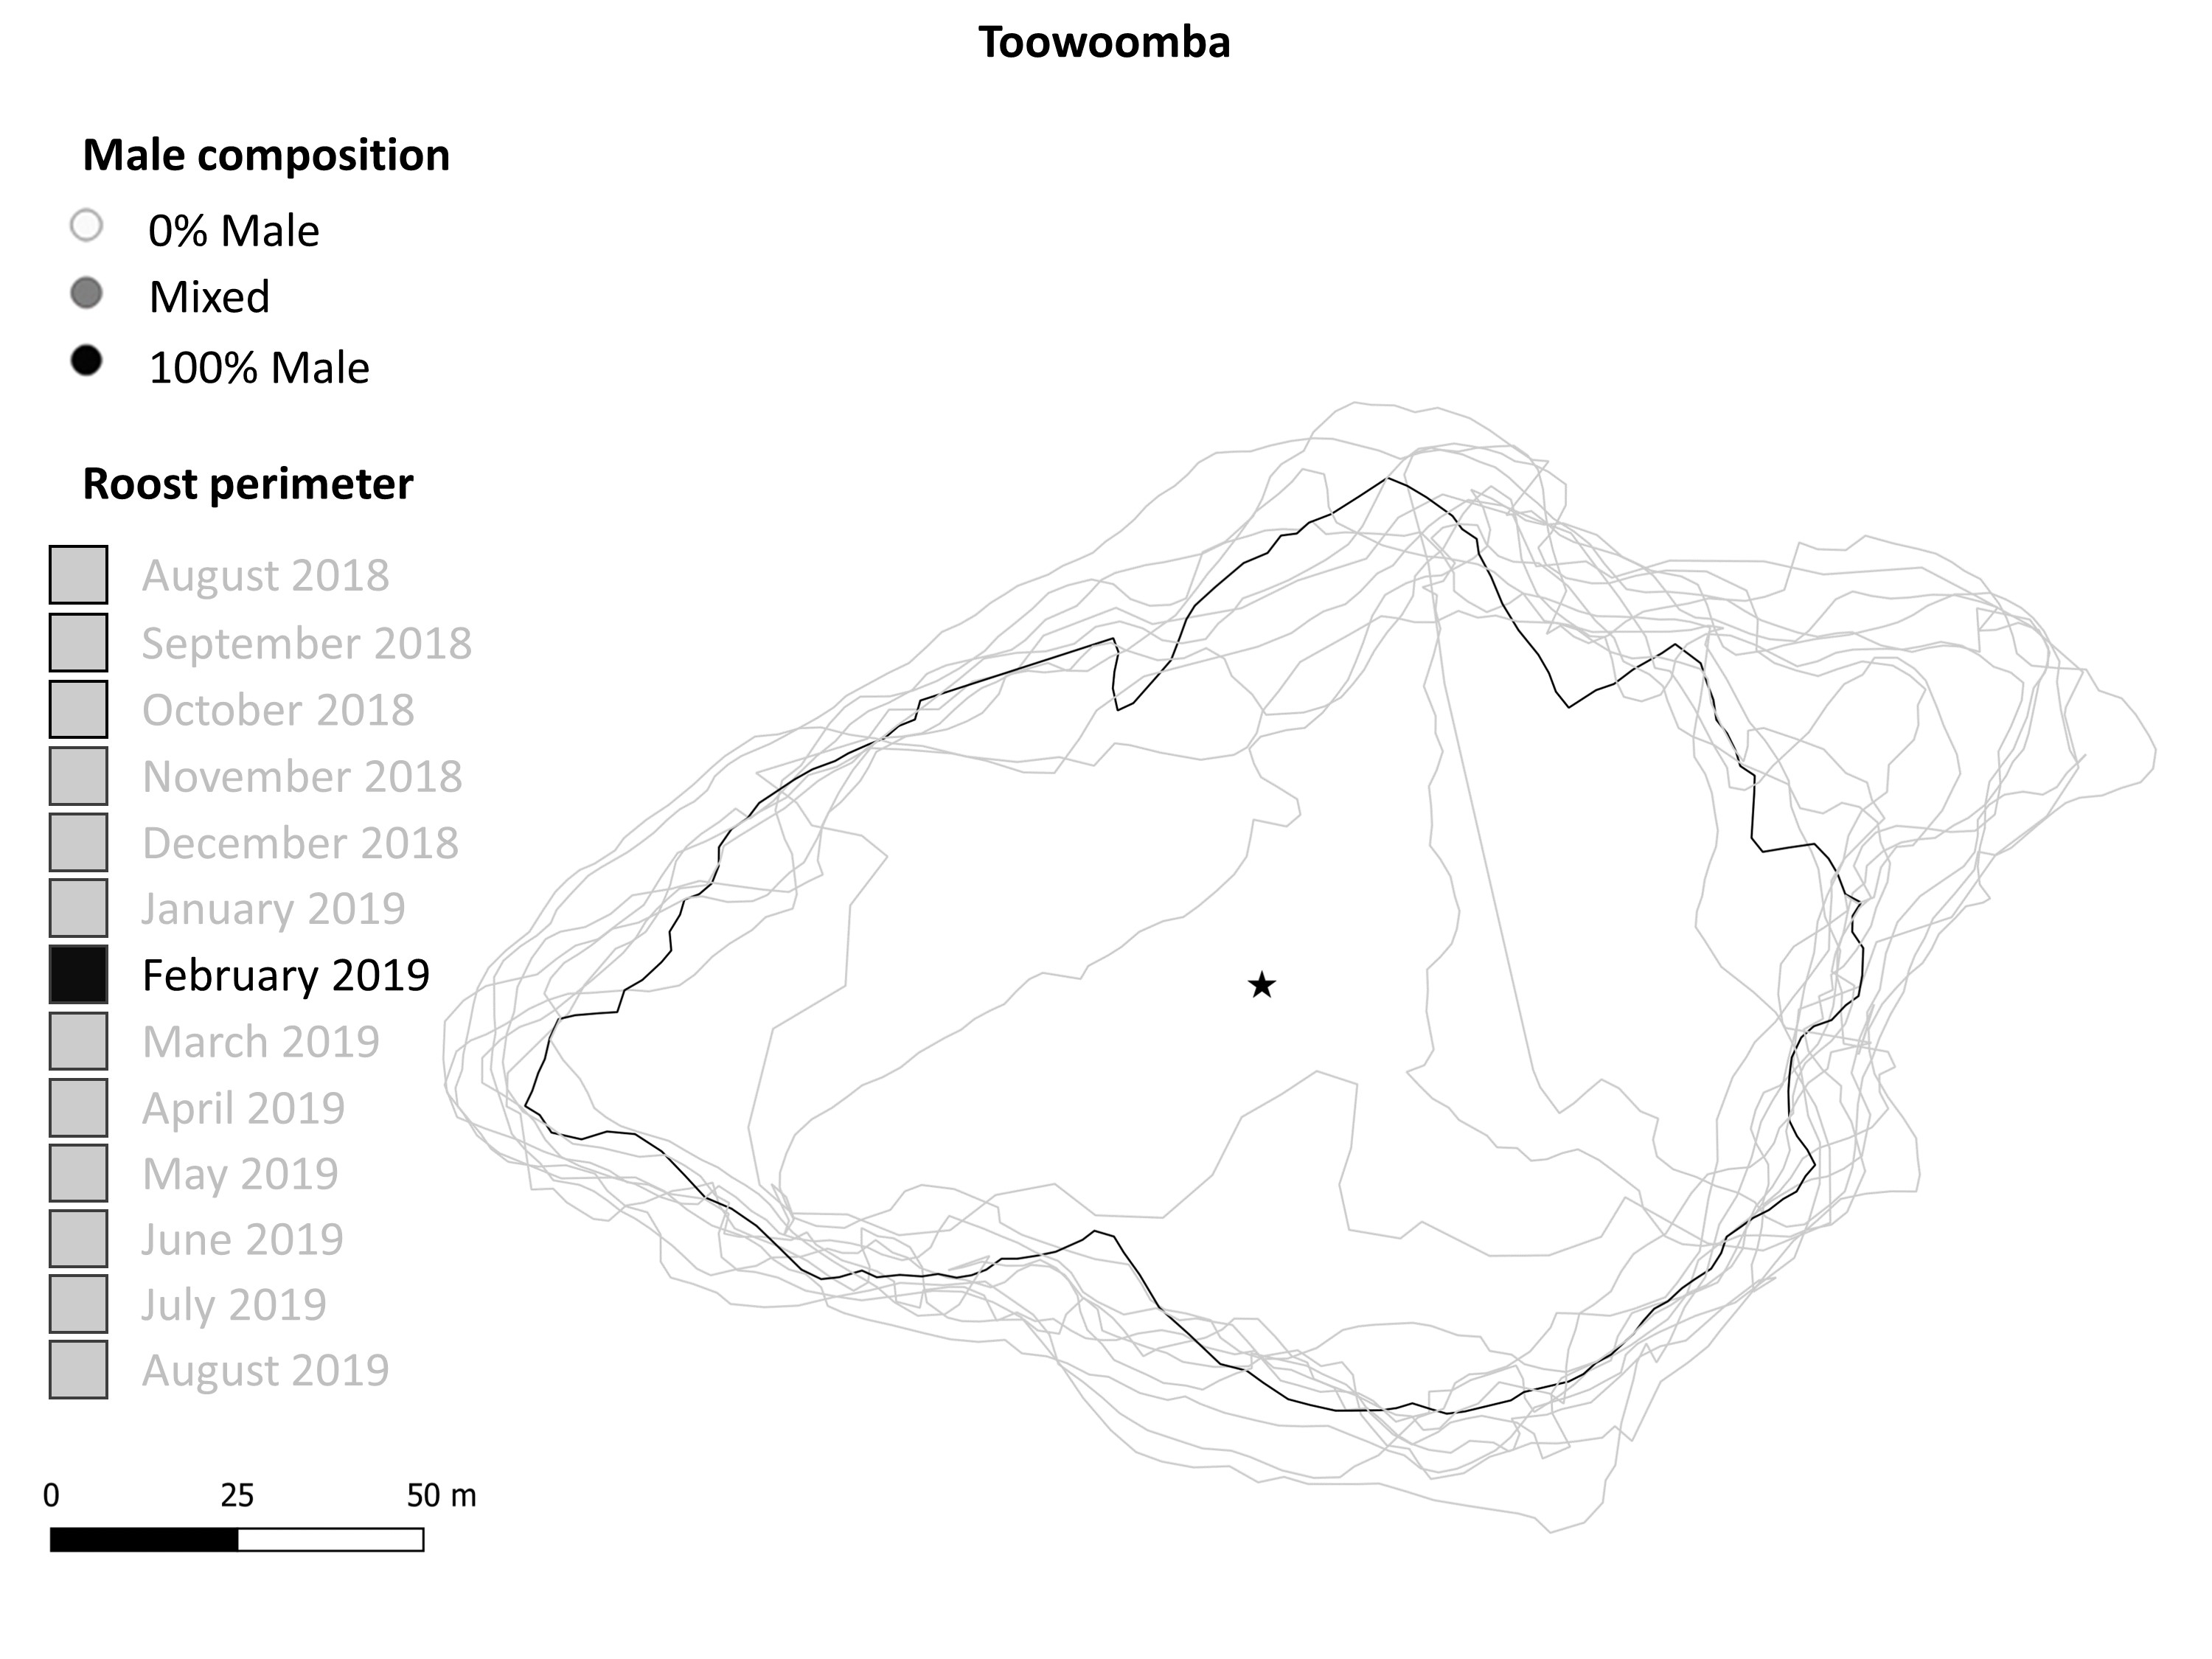 Toowoomba
Male composition
0% Male
Mixed
100% Male
Roost perimeter
August 2018
September 2018
October 2018
November 2018
December 2018
January 2019
February 2019
March 2019
April 2019
May 2019
June 2019
July 2019
August 2019
0 25 50 m